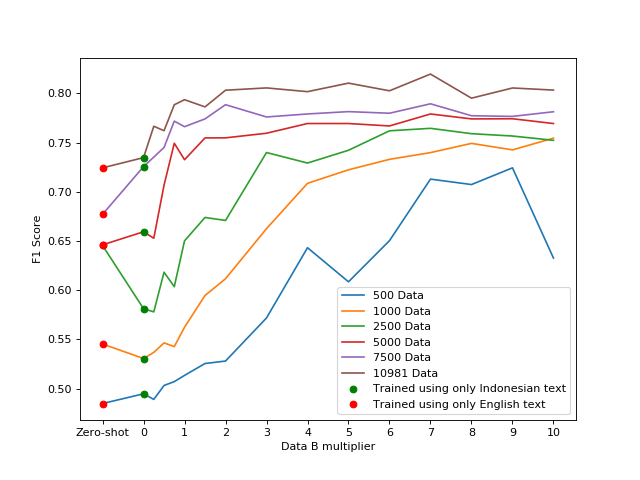 F1 Score
0.80
0.75
0.70
0.65
0.60
0.55
0.50
500 Data
1000 Data
2500 Data
5000 Data
7500 Data
10981 Data
Trained using only Indonesian text
Trained using only English text
Zero-shot 0 1 2 3 4 5 6 7 8 9 10
Data B multiplier